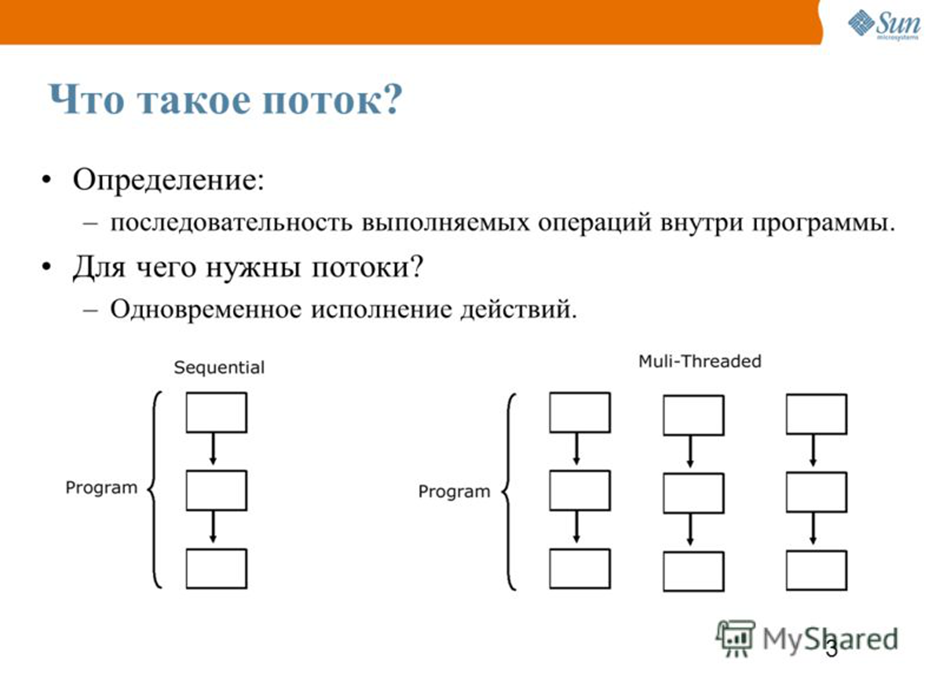 Sun
microsystems
Что такое поток?
• Определение:
– последовательность выполняемых операций внутри программы.
• Для чего нужны потоки?
– Одновременное исполнение действий.
Sequential
Muli-Threaded
Program
Program
MyShared
3